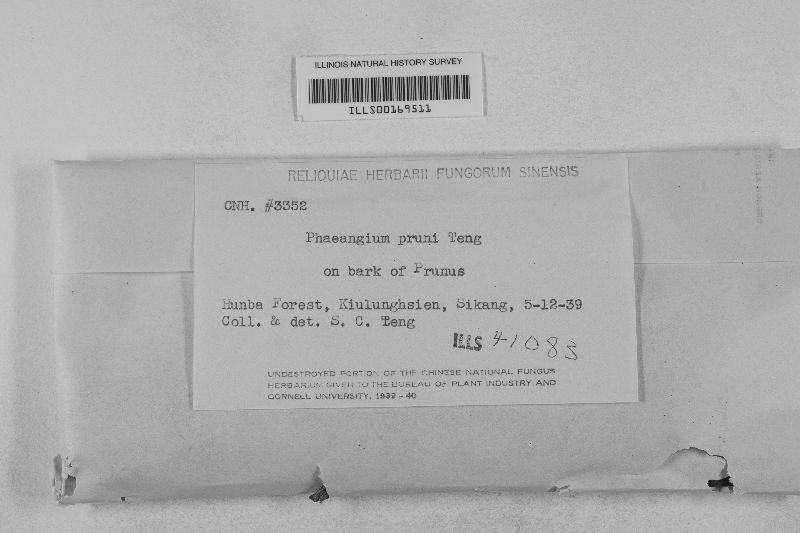 ILLINOIS NATURAL HISTORY SURVEY
ILLS00169511
RELIQUIAE HERBARII FUNGORUM SINENSIS
CNH. #3352
Phaeangium pruni Teng
on bark of Prunus
Hunba Forest, Kiulunghsien, Sikang, 5-12-39
Coll. & det. S. C. Teng
ILLS 41083
UNDESTROYED PORTION OF THE CHINESE NATIONAL FUNGUS
HERBARIUM GIVEN TO THE BUREAU OF PLANT INDUSTRY AND
CORNELL UNIVERSITY, 1939 - 40